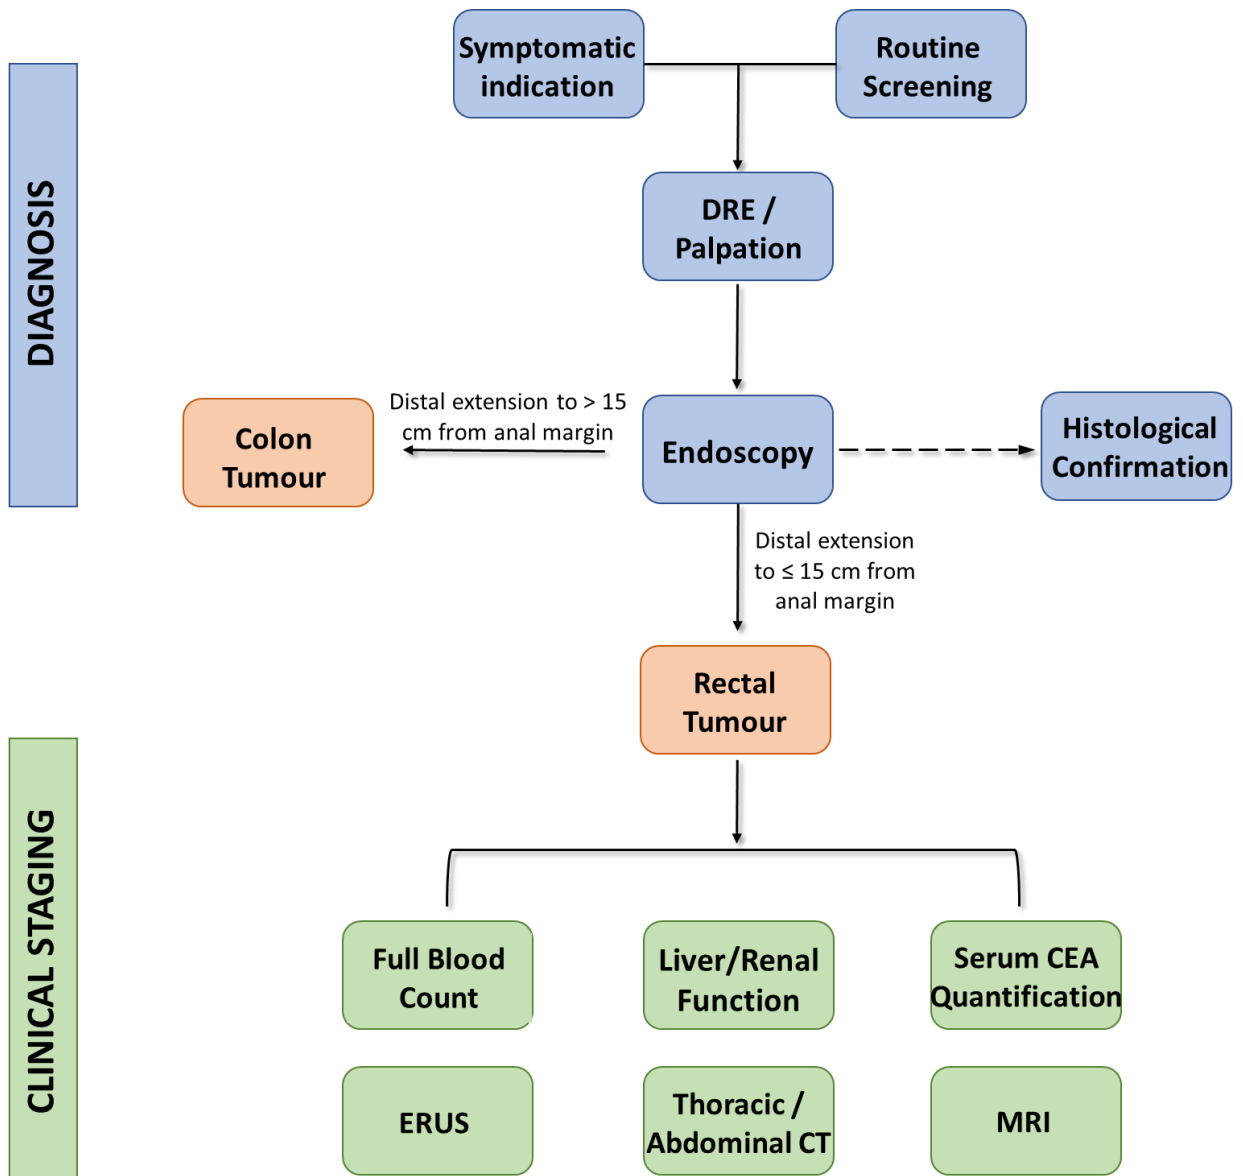 Symptomatic
indication
Routine
Screening
DIAGNOSIS
DRE /
Palpation
Distal extension to > 15
cm from anal margin
Colon
Tumour
Endoscopy
Histological
Confirmation
Distal extension
to ≤ 15 cm from
anal margin
Rectal
Tumour
CLINICAL STAGING
Full Blood
Count
Liver/Renal
Function
Serum CEA
Quantification
ERUS
Thoracic /
Abdominal CT
MRI